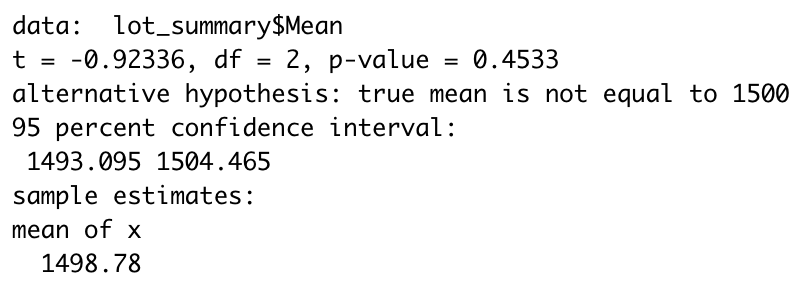 data:  lot_summary$Mean
t = -0.92336, df = 2, p-value = 0.4533
alternative hypothesis: true mean is not equal to 1500
95 percent confidence interval:
 1493.095 1504.465
sample estimates:
mean of x
  1498.78